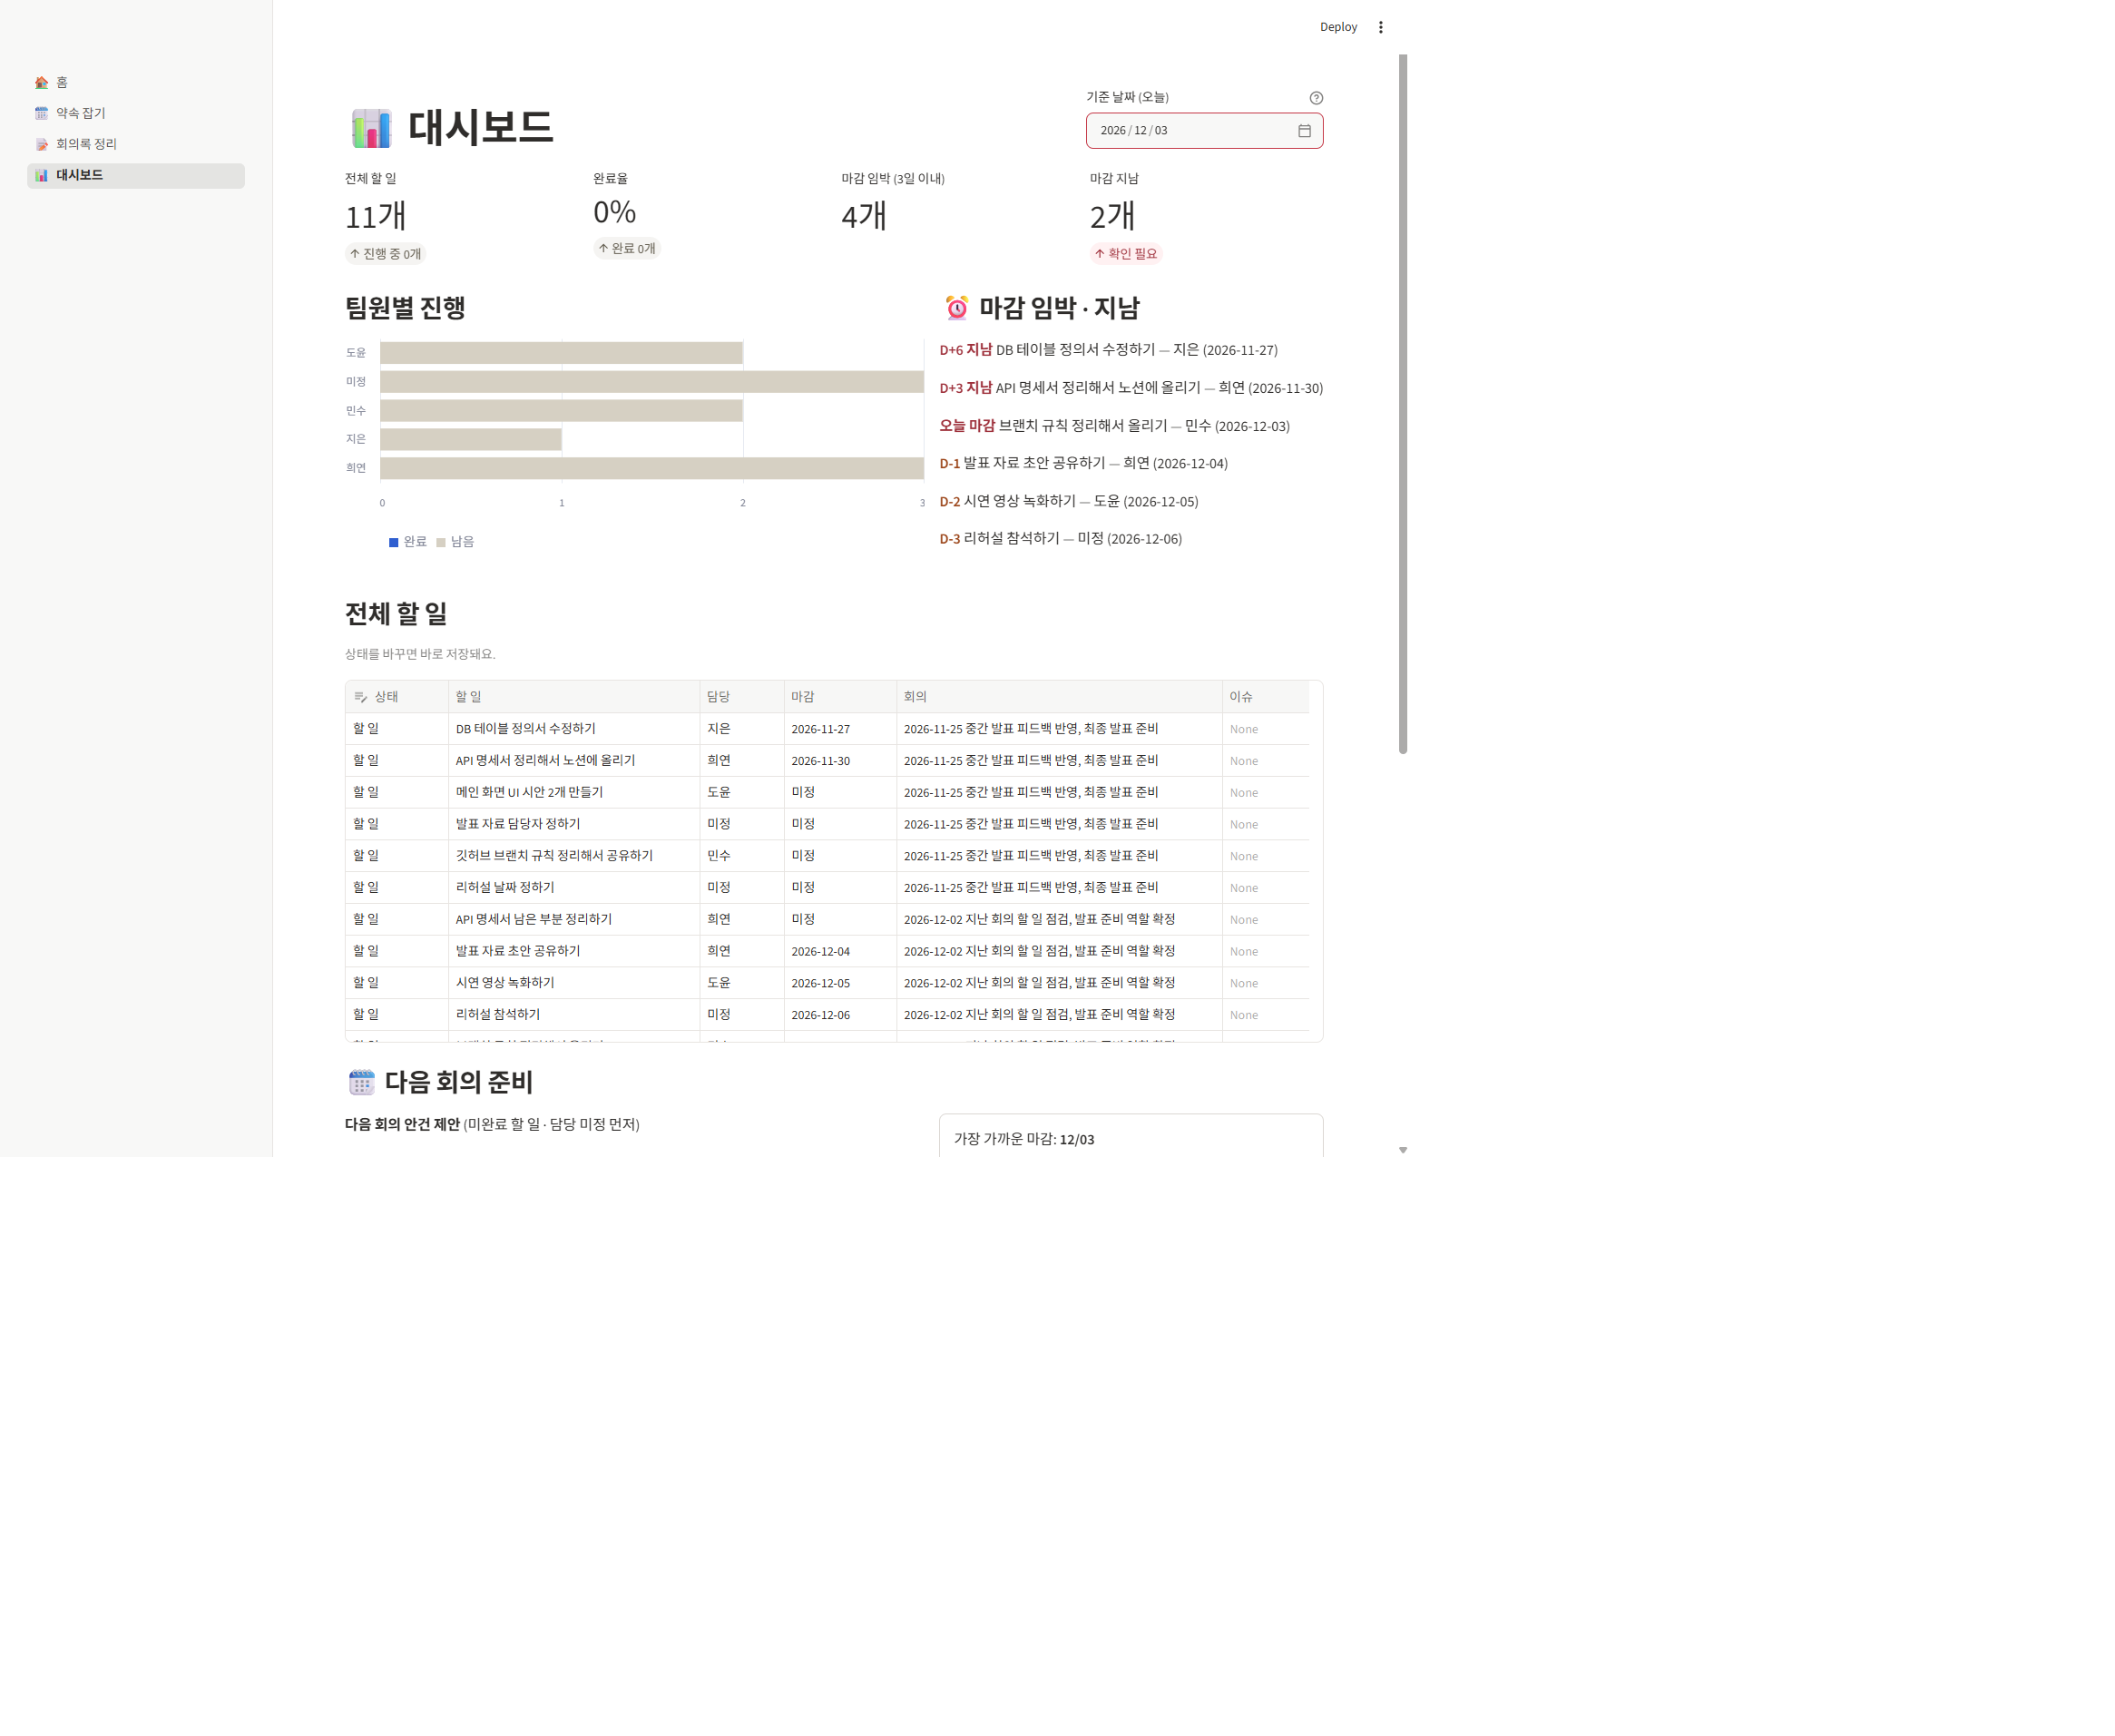 Deploy
홈
약속 잡기
회의록 정리
대시보드
대시보드
기준 날짜 (오늘)
2026 / 12 / 03
전체 할 일
11개
진행 중 0개
완료율
0%
완료 0개
마감 임박 (3일 이내)
4개
마감 지남
2개
확인 필요
팀원별 진행
도윤
미정
민수
지은
희연
0 1 2 3
완료 남음
마감 임박 · 지남
D+6 지남 DB 테이블 정의서 수정하기 — 지은 (2026-11-27)
D+3 지남 API 명세서 정리해서 노션에 올리기 — 희연 (2026-11-30)
오늘 마감 브랜치 규칙 정리해서 올리기 — 민수 (2026-12-03)
D-1 발표 자료 초안 공유하기 — 희연 (2026-12-04)
D-2 시연 영상 녹화하기 — 도윤 (2026-12-05)
D-3 리허설 참석하기 — 미정 (2026-12-06)
전체 할 일
상태를 바꾸면 바로 저장돼요.
상태 할 일 담당 마감 회의 이슈
할 일 DB 테이블 정의서 수정하기 지은 2026-11-27 2026-11-25 중간 발표 피드백 반영, 최종 발표 준비 None
할 일 API 명세서 정리해서 노션에 올리기 희연 2026-11-30 2026-11-25 중간 발표 피드백 반영, 최종 발표 준비 None
할 일 메인 화면 UI 시안 2개 만들기 도윤 미정 2026-11-25 중간 발표 피드백 반영, 최종 발표 준비 None
할 일 발표 자료 담당자 정하기 미정 미정 2026-11-25 중간 발표 피드백 반영, 최종 발표 준비 None
할 일 깃허브 브랜치 규칙 정리해서 공유하기 민수 미정 2026-11-25 중간 발표 피드백 반영, 최종 발표 준비 None
할 일 리허설 날짜 정하기 미정 미정 2026-11-25 중간 발표 피드백 반영, 최종 발표 준비 None
할 일 API 명세서 남은 부분 정리하기 희연 미정 2026-12-02 지난 회의 할 일 점검, 발표 준비 역할 확정 None
할 일 발표 자료 초안 공유하기 희연 2026-12-04 2026-12-02 지난 회의 할 일 점검, 발표 준비 역할 확정 None
할 일 시연 영상 녹화하기 도윤 2026-12-05 2026-12-02 지난 회의 할 일 점검, 발표 준비 역할 확정 None
할 일 리허설 참석하기 미정 2026-12-06 2026-12-02 지난 회의 할 일 점검, 발표 준비 역할 확정 None
다음 회의 준비
다음 회의 안건 제안 (미완료 할 일 · 담당 미정 먼저)
가장 가까운 마감: 12/03